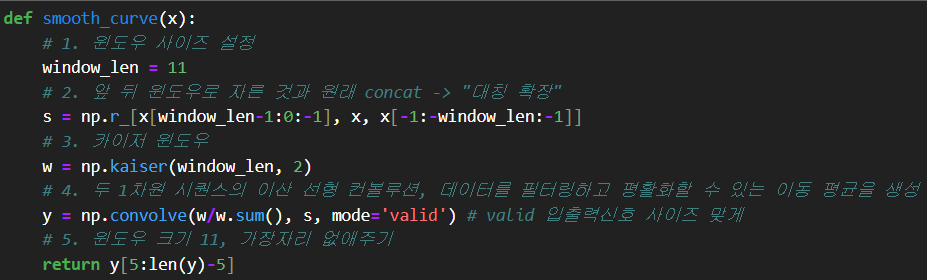 def smooth_curve(x):
    # 1. 윈도우 사이즈 설정
    window_len = 11
    # 2. 앞 뒤 윈도우로 자른 것과 원래 concat -> "대칭 확장"
    s = np.r_[x[window_len-1:0:-1], x, x[-1:-window_len:-1]]
    # 3. 카이저 윈도우
    w = np.kaiser(window_len, 2)
    # 4. 두 1차원 시퀀스의 이산 선형 컨볼루션, 데이터를 필터링하고 평활화할 수 있는 이동 평균을 생성
    y = np.convolve(w/w.sum(), s, mode='valid') # valid 입출력신호 사이즈 맞게
    # 5. 윈도우 크기 11, 가장자리 없애주기
    return y[5:len(y)-5]